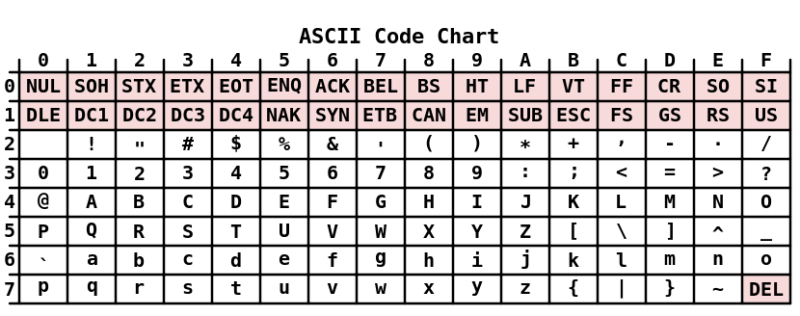 ASCII Code Chart
0 1 2 3 4 5 6 7 8 9 A B C D E F
0 NUL SOH STX ETX EOT ENQ ACK BEL BS HT LF VT FF CR SO SI
1 DLE DC1 DC2 DC3 DC4 NAK SYN ETB CAN EM SUB ESC FS GS RS US
2 ! " # $ % & ' ( ) * + , - . /
3 0 1 2 3 4 5 6 7 8 9 : ; < = > ?
4 @ A B C D E F G H I J K L M N O
5 P Q R S T U V W X Y Z [ \ ] ^ _
6 ` a b c d e f g h i j k l m n o
7 p q r s t u v w x y z { | } ~ DEL